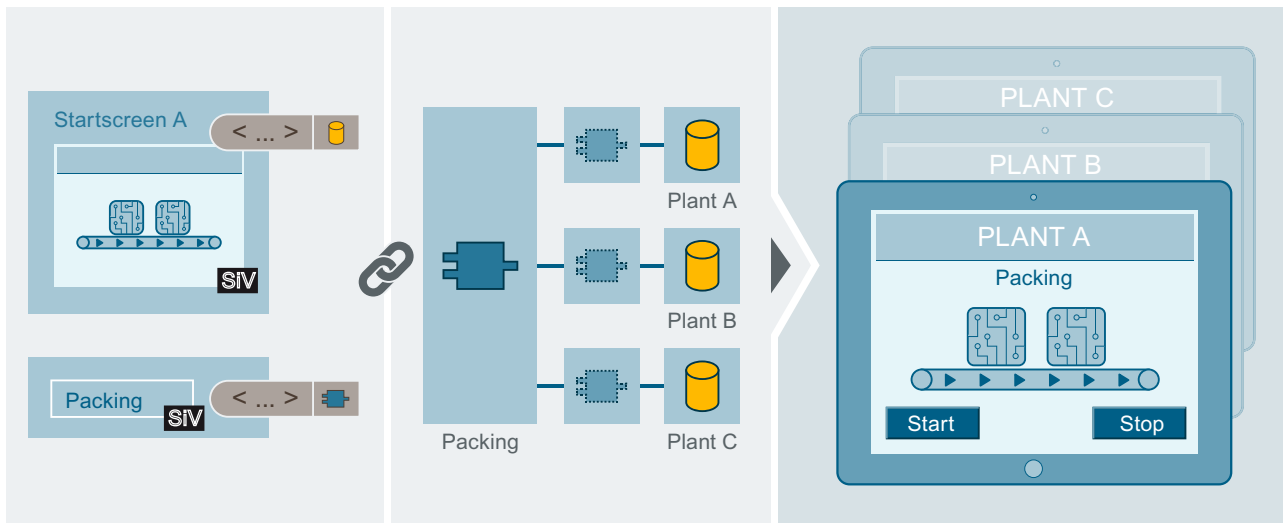 Startscreen A
< ... >
SiV
Packing
< ... >
SiV
Plant A
Plant B
Packing
Plant C
PLANT C
PLANT B
PLANT A
Packing
Start
Stop